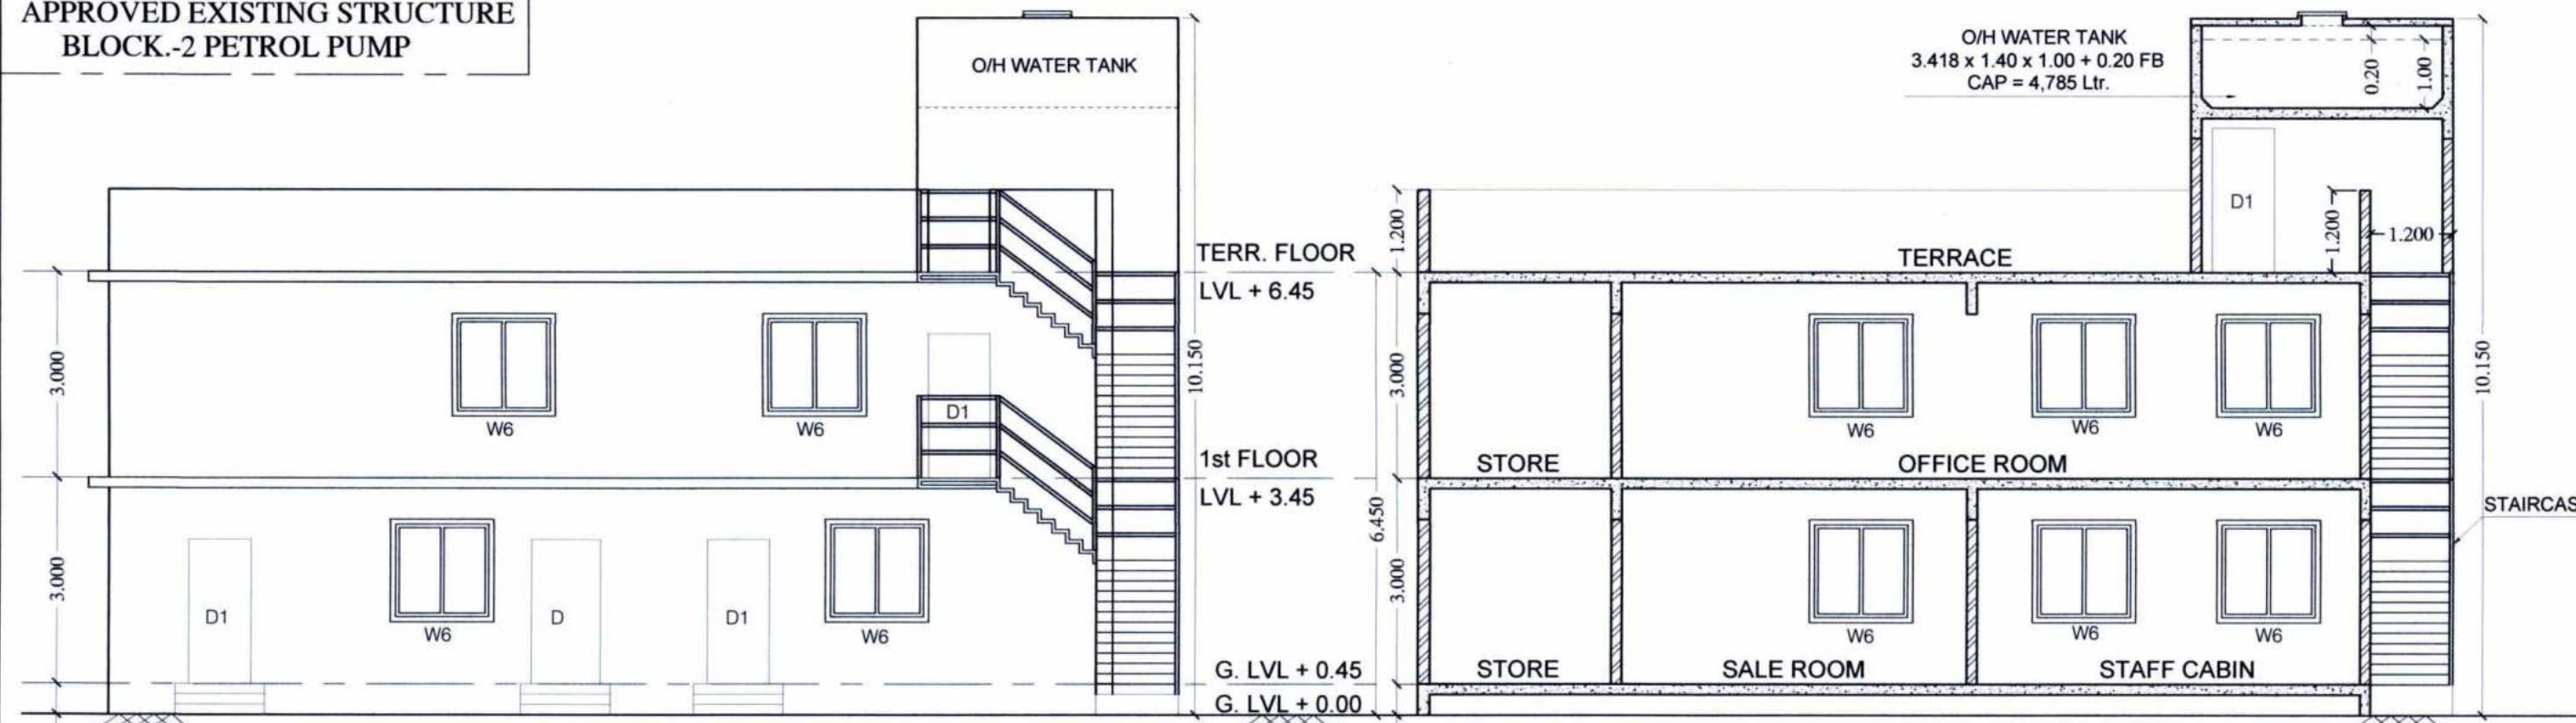 APPROVED EXISTING STRUCTURE
BLOCK.-2 PETROL PUMP
O/H WATER TANK
O/H WATER TANK
3.418 x 1.40 x 1.00 + 0.20 FB
CAP = 4,785 Ltr.
0.20
1.00
D1
1.200
1.200
1.200
TERR. FLOOR
LVL + 6.45
TERRACE
3.000
W6
W6
D1
10.150
3.000
W6
W6
W6
10.150
1st FLOOR
LVL + 3.45
STORE
OFFICE ROOM
6.450
STAIRCAS
3.000
D1
W6
D
D1
W6
3.000
W6
W6
W6
G. LVL + 0.45
G. LVL + 0.00
STORE
SALE ROOM
STAFF CABIN